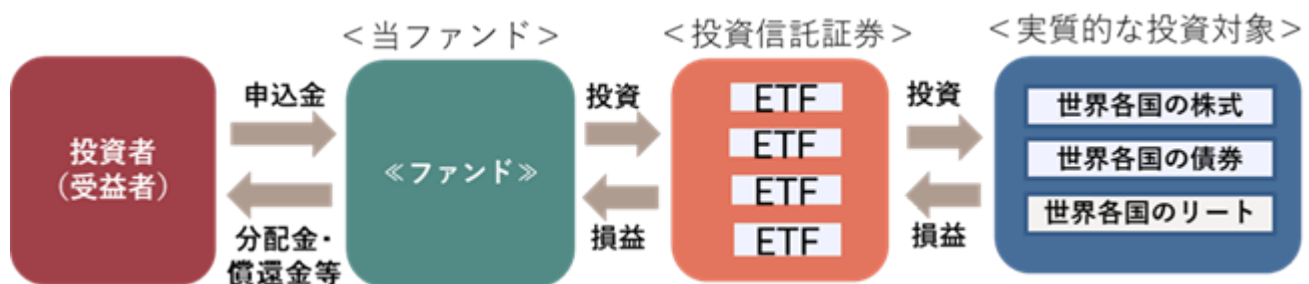 ＜当ファンド＞
＜投資信託証券＞
＜実質的な投資対象＞
投資者
（受益者）
申込金
分配金・
償還金等
≪ファンド≫
投資
損益
ETF
ETF
ETF
ETF
投資
損益
世界各国の株式
世界各国の債券
世界各国のリート